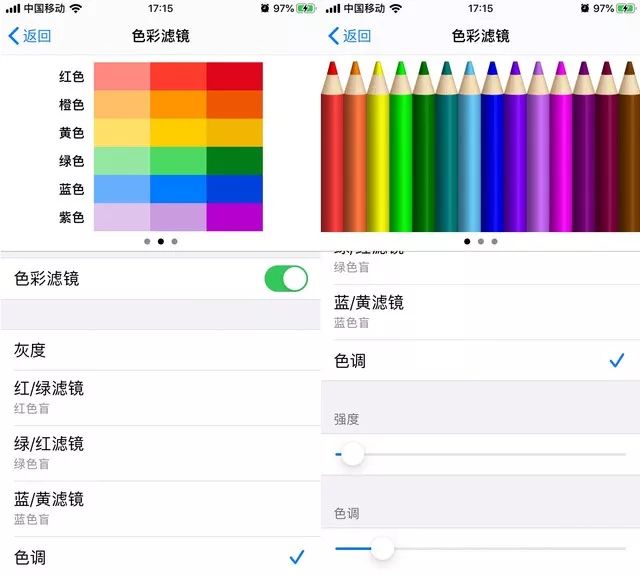 中国移动 17:15 97%
返回 色彩滤镜
红色
橙色
黄色
绿色
蓝色
紫色
色彩滤镜
灰度
红/绿滤镜
红色盲
绿/红滤镜
绿色盲
蓝/黄滤镜
蓝色盲
色调
中国移动 17:15 97%
返回 色彩滤镜
绿/红滤镜
绿色盲
蓝/黄滤镜
蓝色盲
色调
强度
色调